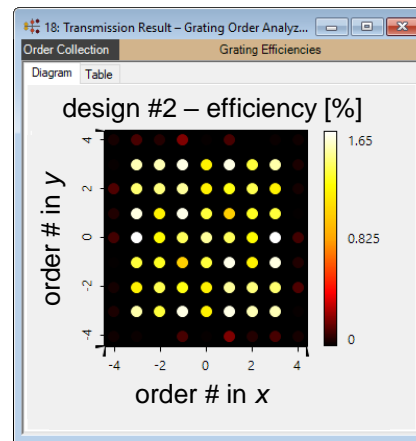 18: Transmission Result – Grating Order Analyz...
Order Collection Grating Efficiencies
Diagram Table
design #2 – efficiency [%]
1.65
0.825
0
order # in y
2
0
-2
-4
-4 -2 0 2 4
order # in x